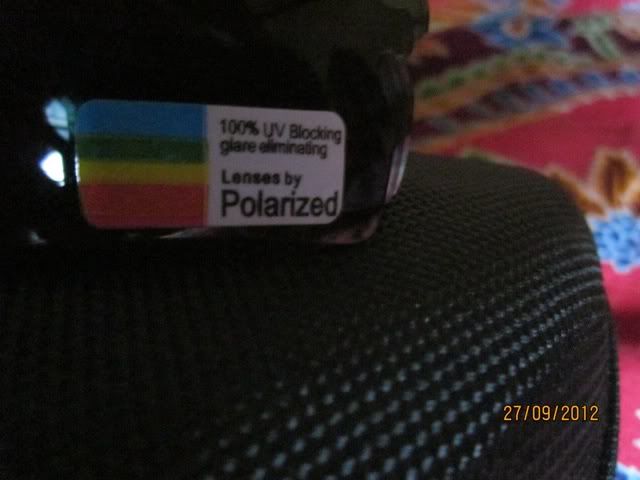 100% UV Blocking
glare eliminating
Lenses by
Polarized
27/09/2012